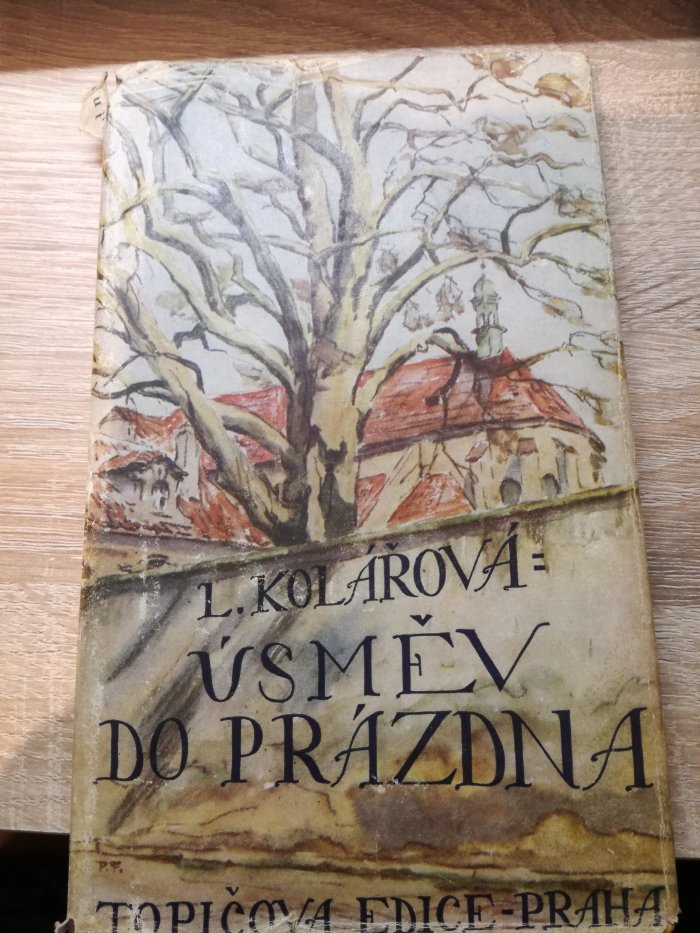 L. KOLÁŘOVÁ=
ÚSMĚV
DO PRÁZDNA
P.F.
TOPIČOVA EDICE-PRAHA